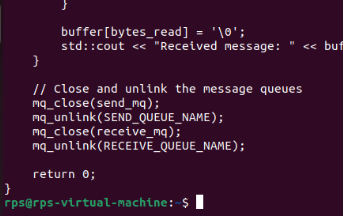 }
buffer[bytes_read] = '\0';
std::cout << "Received message: " << buf
}
// Close and unlink the message queues
mq_close(send_mq);
mq_unlink(SEND_QUEUE_NAME);
mq_close(receive_mq);
mq_unlink(RECEIVE_QUEUE_NAME);
return 0;
}
rps@rps-virtual-machine:~$